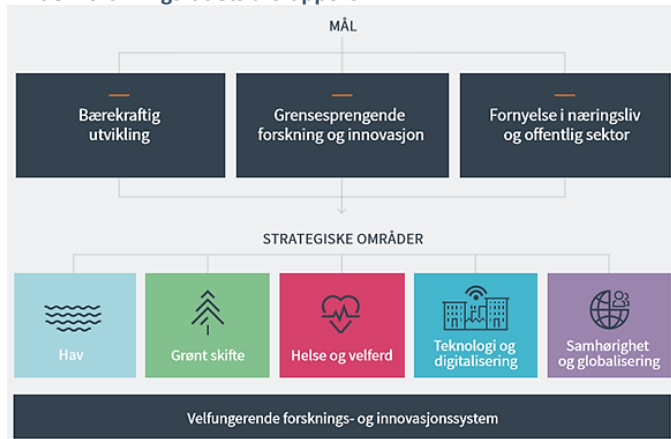 MÅL
Bærekraftig
utvikling
Grensesprengende
forskning og innovasjon
Fornyelse i næringsliv
og offentlig sektor
STRATEGISKE OMRÅDER
Hav
Grønt skifte
Helse og velferd
Teknologi og
digitalisering
Samhørighet
og globalisering
Velfungerende forsknings- og innovasjonssystem